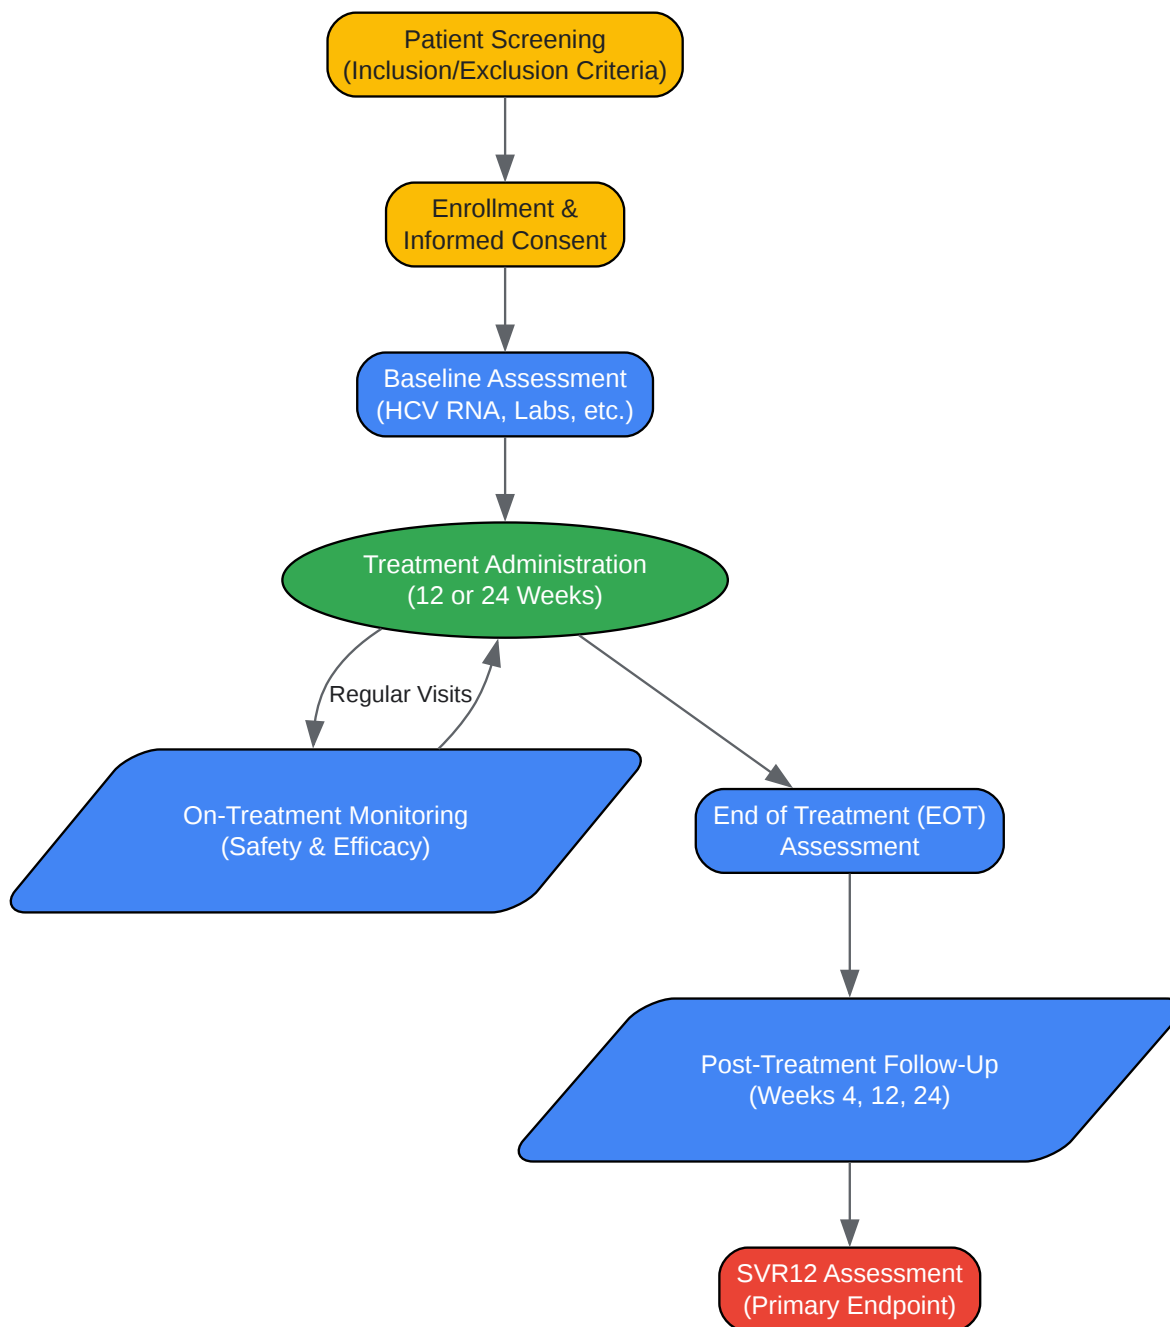 Patient Screening
(Inclusion/Exclusion Criteria)
Enrollment &
Informed Consent
Baseline Assessment
(HCV RNA, Labs, etc.)
Treatment Administration
(12 or 24 Weeks)
Regular Visits
On-Treatment Monitoring
(Safety & Efficacy)
End of Treatment (EOT)
Assessment
Post-Treatment Follow-Up
(Weeks 4, 12, 24)
SVR12 Assessment
(Primary Endpoint)